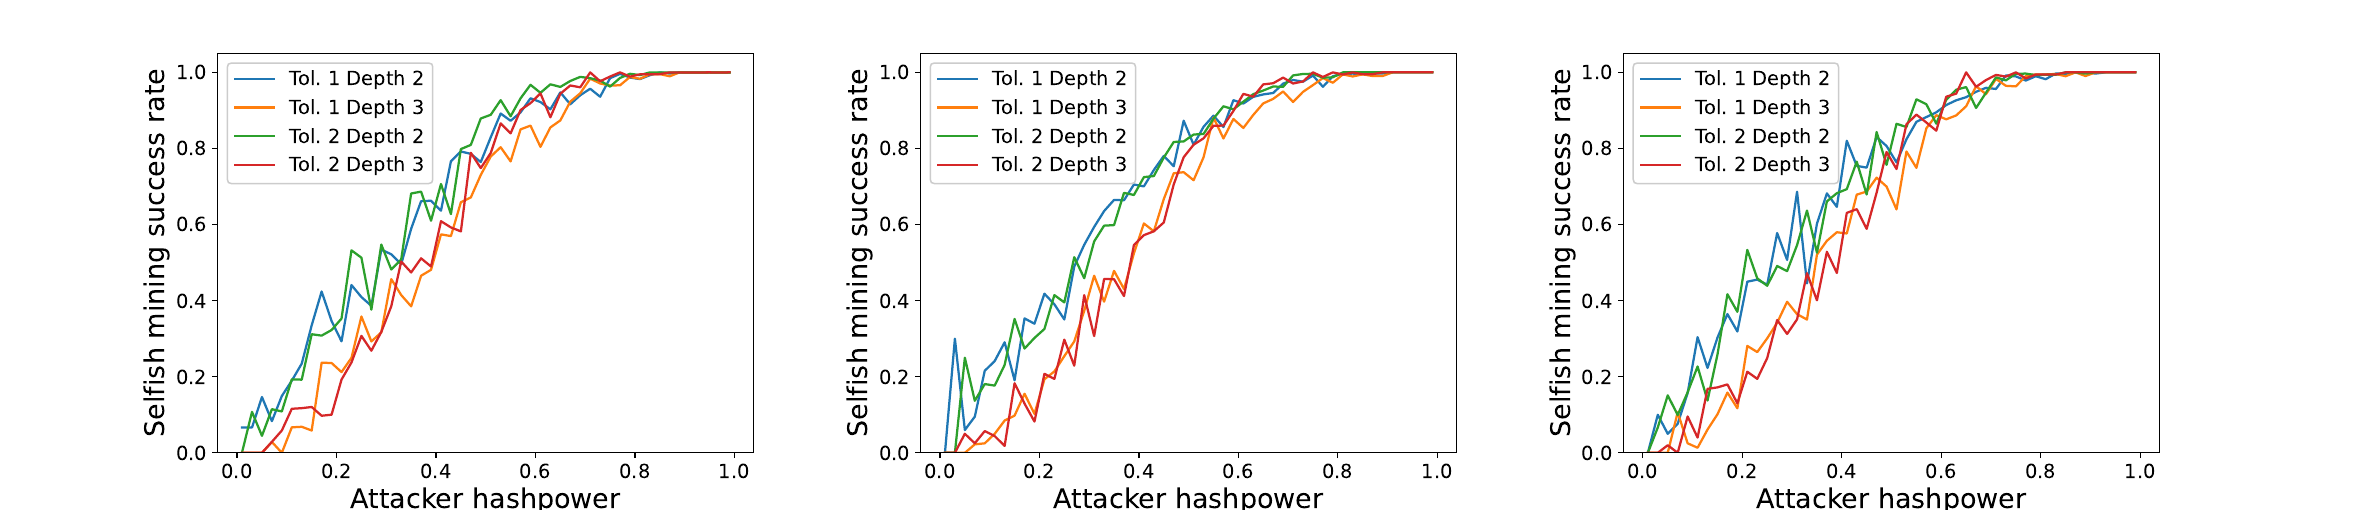 Selfish mining success rate
1.0
0.8
0.6
0.4
0.2
0.0
Tol. 1 Depth 2
Tol. 1 Depth 3
Tol. 2 Depth 2
Tol. 2 Depth 3
0.0 0.2 0.4 0.6 0.8 1.0
Attacker hashpower
Selfish mining success rate
1.0
0.8
0.6
0.4
0.2
0.0
Tol. 1 Depth 2
Tol. 1 Depth 3
Tol. 2 Depth 2
Tol. 2 Depth 3
0.0 0.2 0.4 0.6 0.8 1.0
Attacker hashpower
Selfish mining success rate
1.0
0.8
0.6
0.4
0.2
0.0
Tol. 1 Depth 2
Tol. 1 Depth 3
Tol. 2 Depth 2
Tol. 2 Depth 3
0.0 0.2 0.4 0.6 0.8 1.0
Attacker hashpower